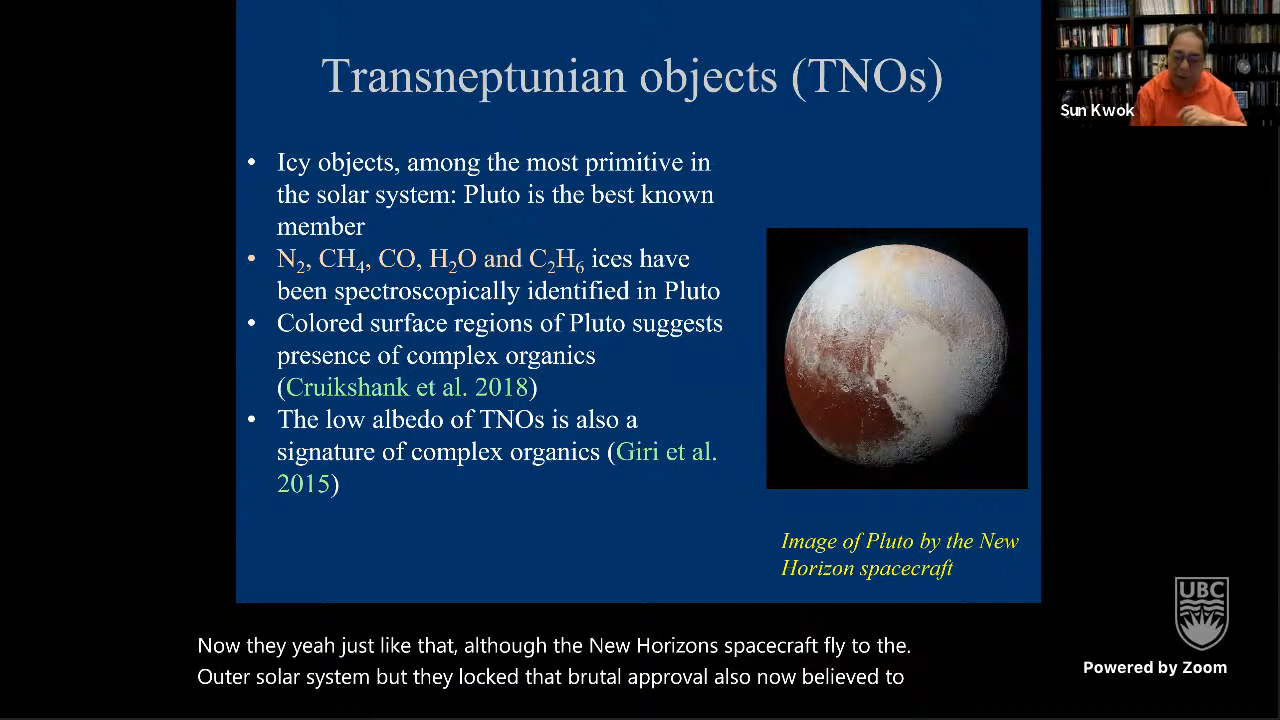 Transneptunian objects (TNOs)
Sun Kwok
• Icy objects, among the most primitive in
the solar system: Pluto is the best known
member
• N₂, CH₄, CO, H₂O and C₂H₆ ices have
been spectroscopically identified in Pluto
• Colored surface regions of Pluto suggests
presence of complex organics
(Cruikshank et al. 2018)
• The low albedo of TNOs is also a
signature of complex organics (Giri et al.
2015)
Image of Pluto by the New
Horizon spacecraft
UBC
Now they yeah just like that, although the New Horizons spacecraft fly to the.
Outer solar system but they locked that brutal approval also now believed to
Powered by Zoom